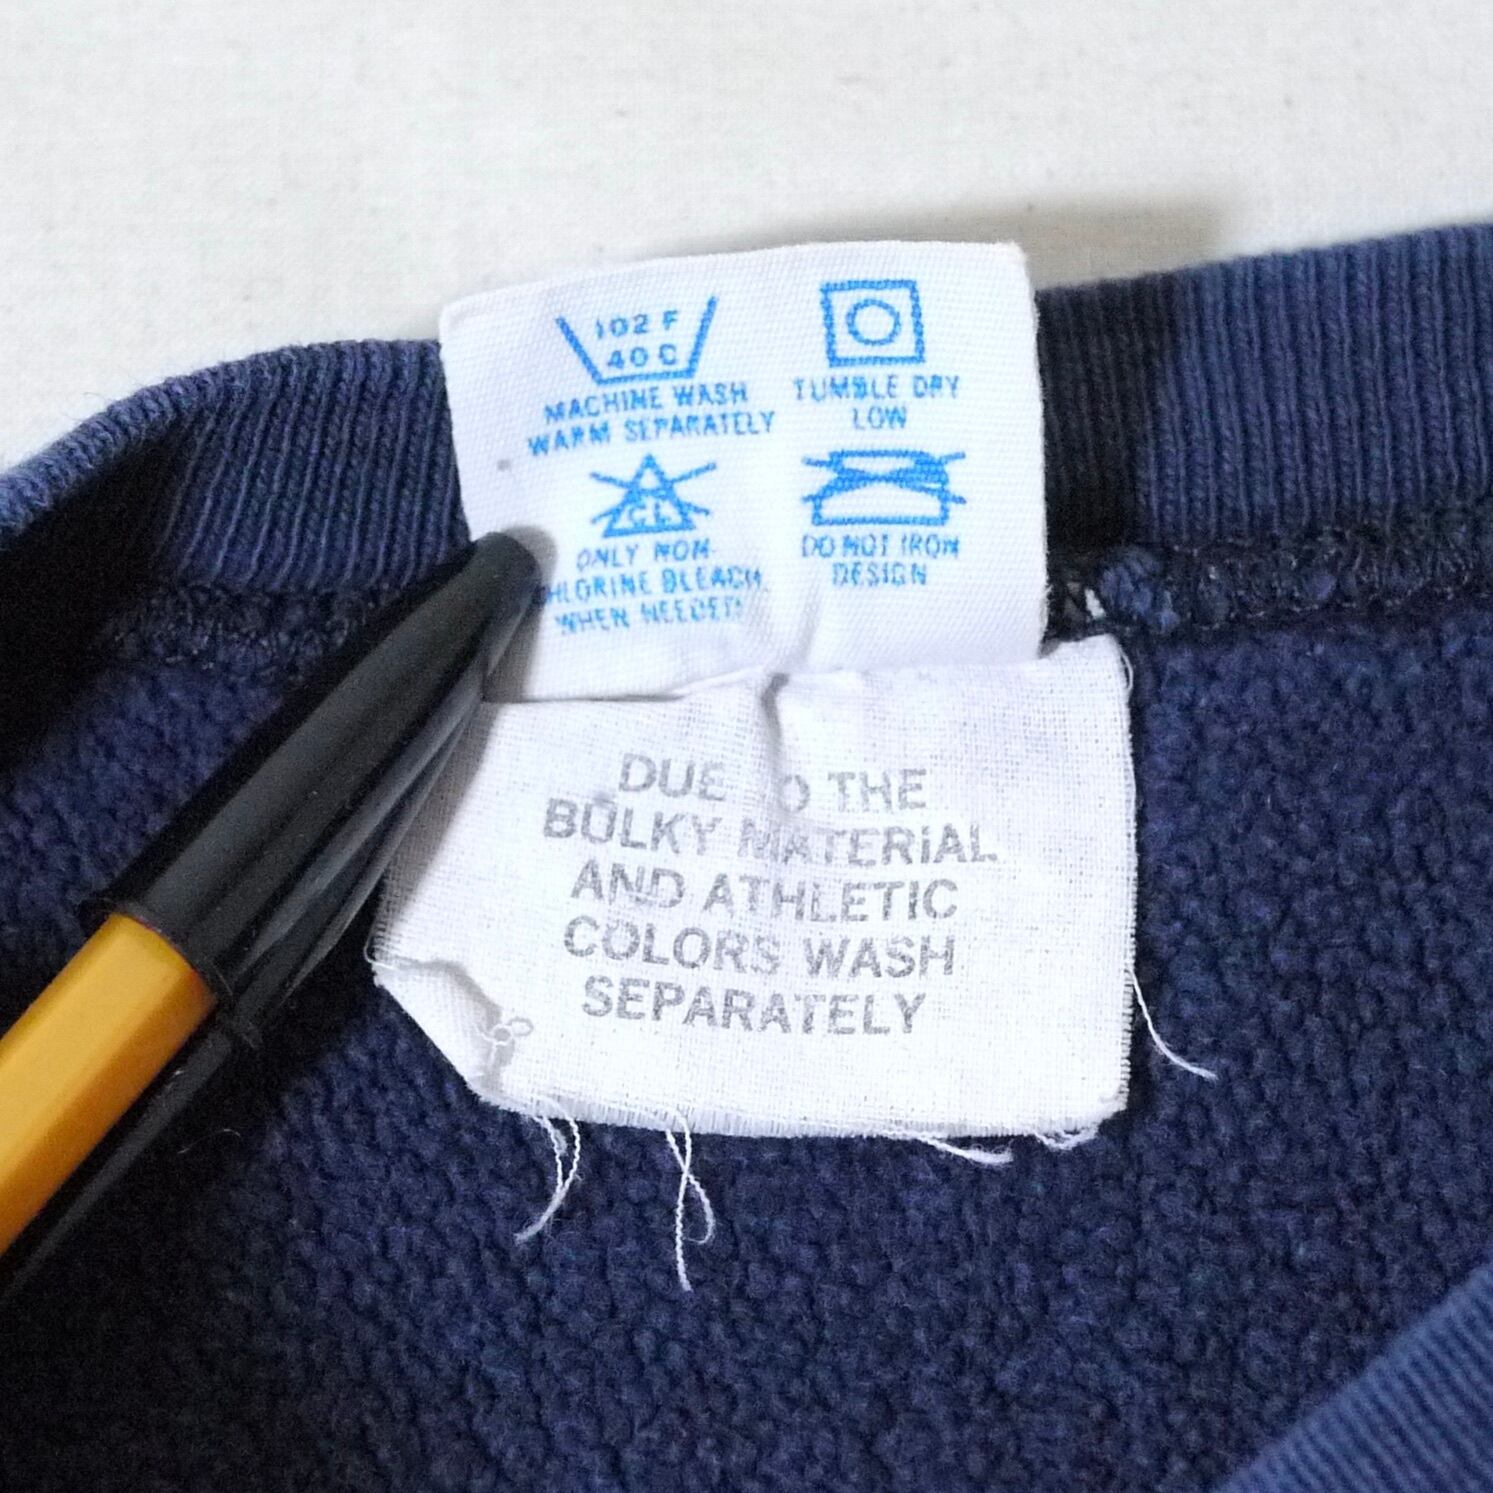 102 F
40 C
MACHINE WASH
WARM SEPARATELY
TUMBLE DRY
LOW
CL
ONLY NON-
CHLORINE BLEACH
WHEN NEEDED
DO NOT IRON
DESIGN
DUE TO THE
BULKY MATERIAL
AND ATHLETIC
COLORS WASH
SEPARATELY